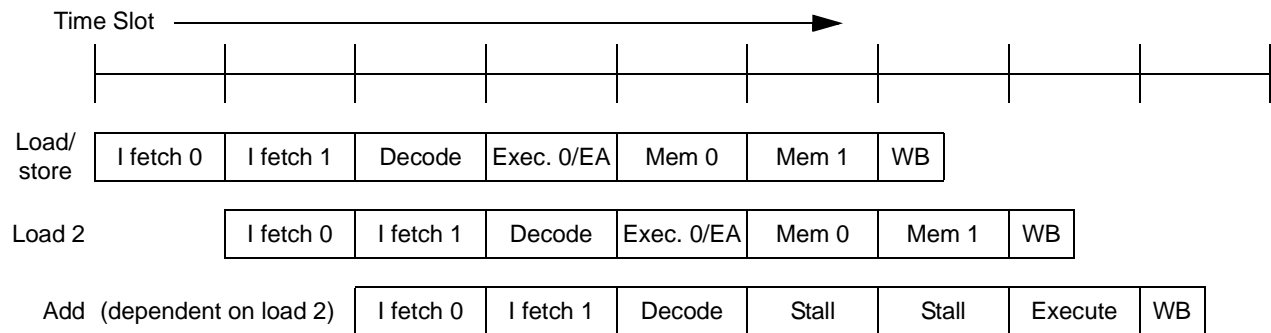 Time Slot
Load/
store
I fetch 0 I fetch 1 Decode Exec. 0/EA Mem 0 Mem 1 WB
Load 2 I fetch 0 I fetch 1 Decode Exec. 0/EA Mem 0 Mem 1 WB
Add (dependent on load 2) I fetch 0 I fetch 1 Decode Stall Stall Execute WB